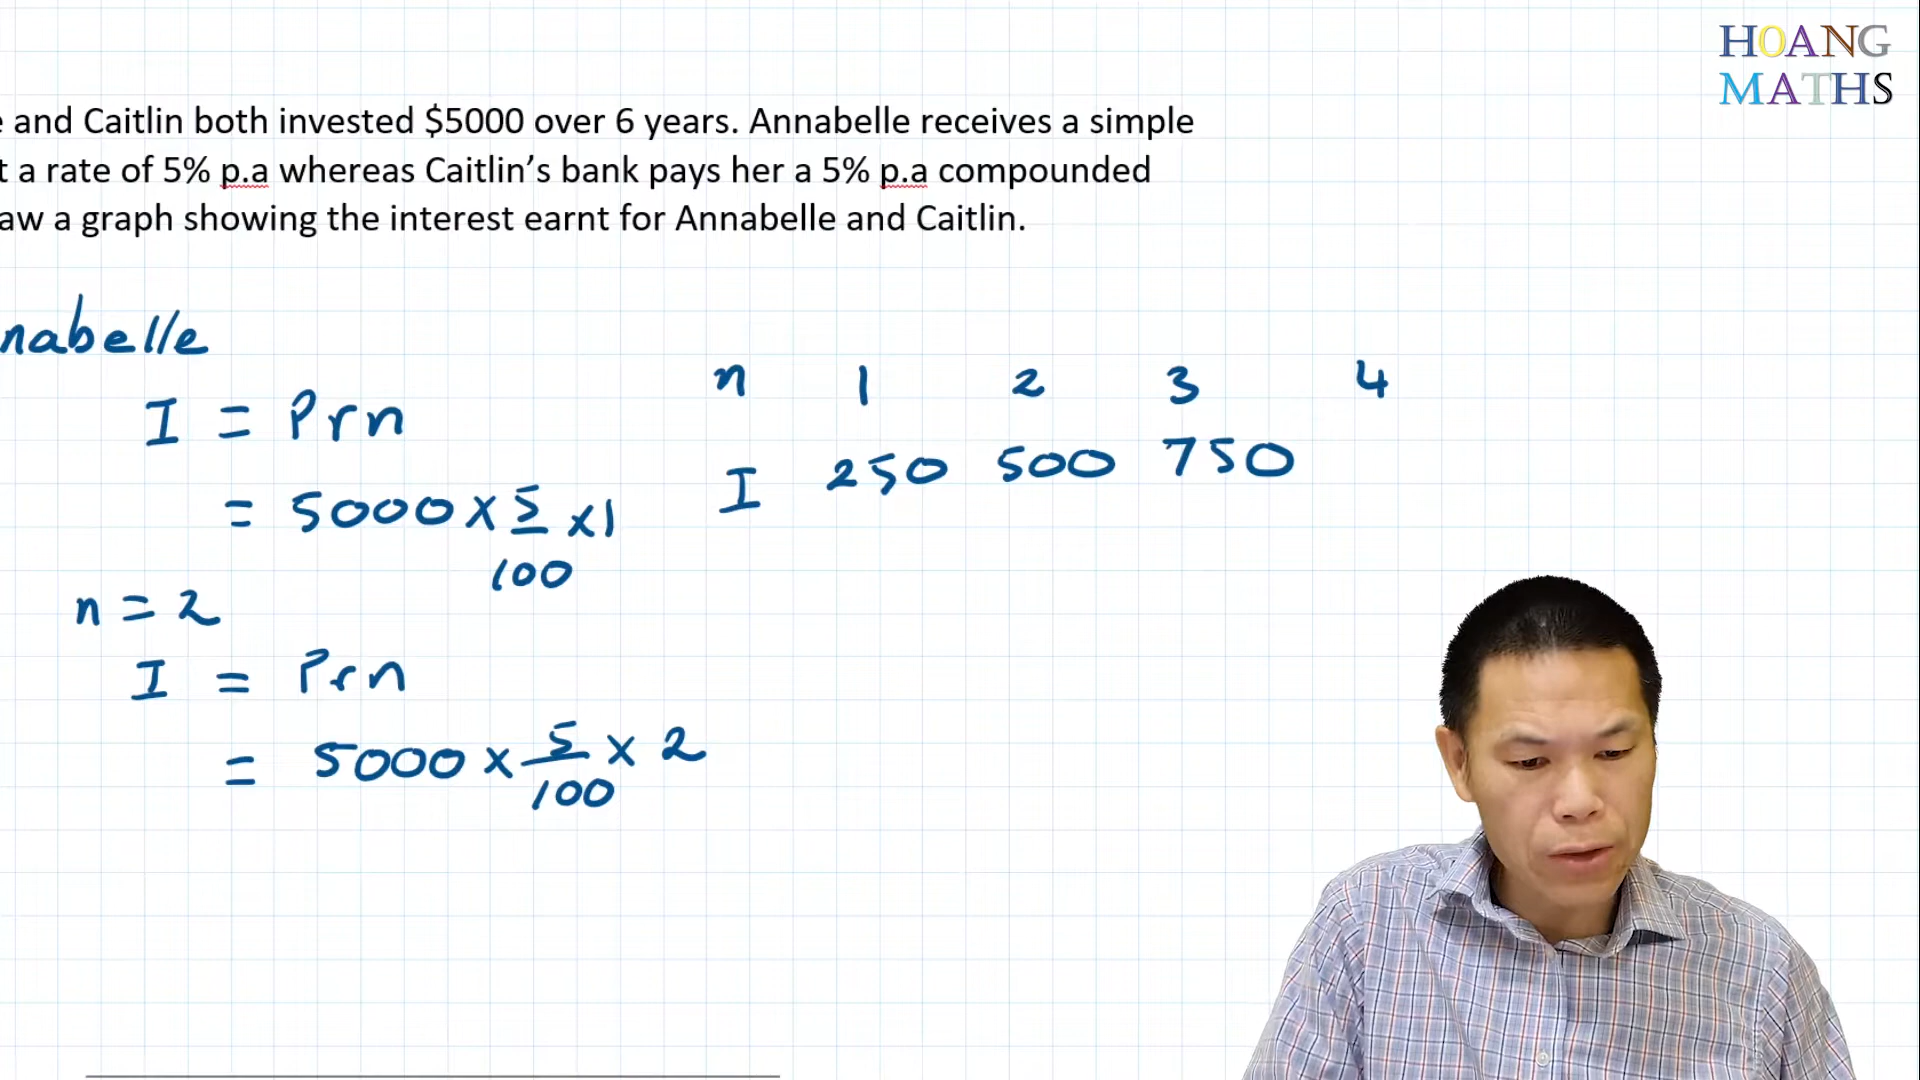 HOANG
MATHS
e and Caitlin both invested $5000 over 6 years. Annabelle receives a simple
t a rate of 5% p.a whereas Caitlin’s bank pays her a 5% p.a compounded
aw a graph showing the interest earnt for Annabelle and Caitlin.
nabelle
I = Prn
= 5000 × 5/100 × 1
n = 2
I = Prn
= 5000 × 5/100 × 2
n 1 2 3 4
I 250 500 750